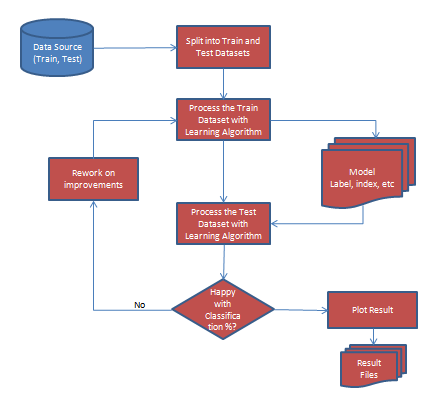 Data Source
(Train, Test)
Split into Train and
Test Datasets
Process the Train
Dataset with
Learning Algorithm
Rework on
improvements
Model
Label, index, etc
Process the Test
Dataset with
Learning Algorithm
Happy
with
Classifica
tion %?
No
Plot Result
Result
Files